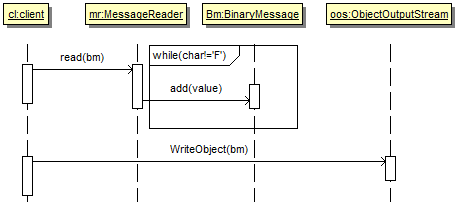 cl:client
mr:MessageReader
Bm:BinaryMessage
oos:ObjectOutputStream
while(char!='F')
read(bm)
add(value)
WriteObject(bm)